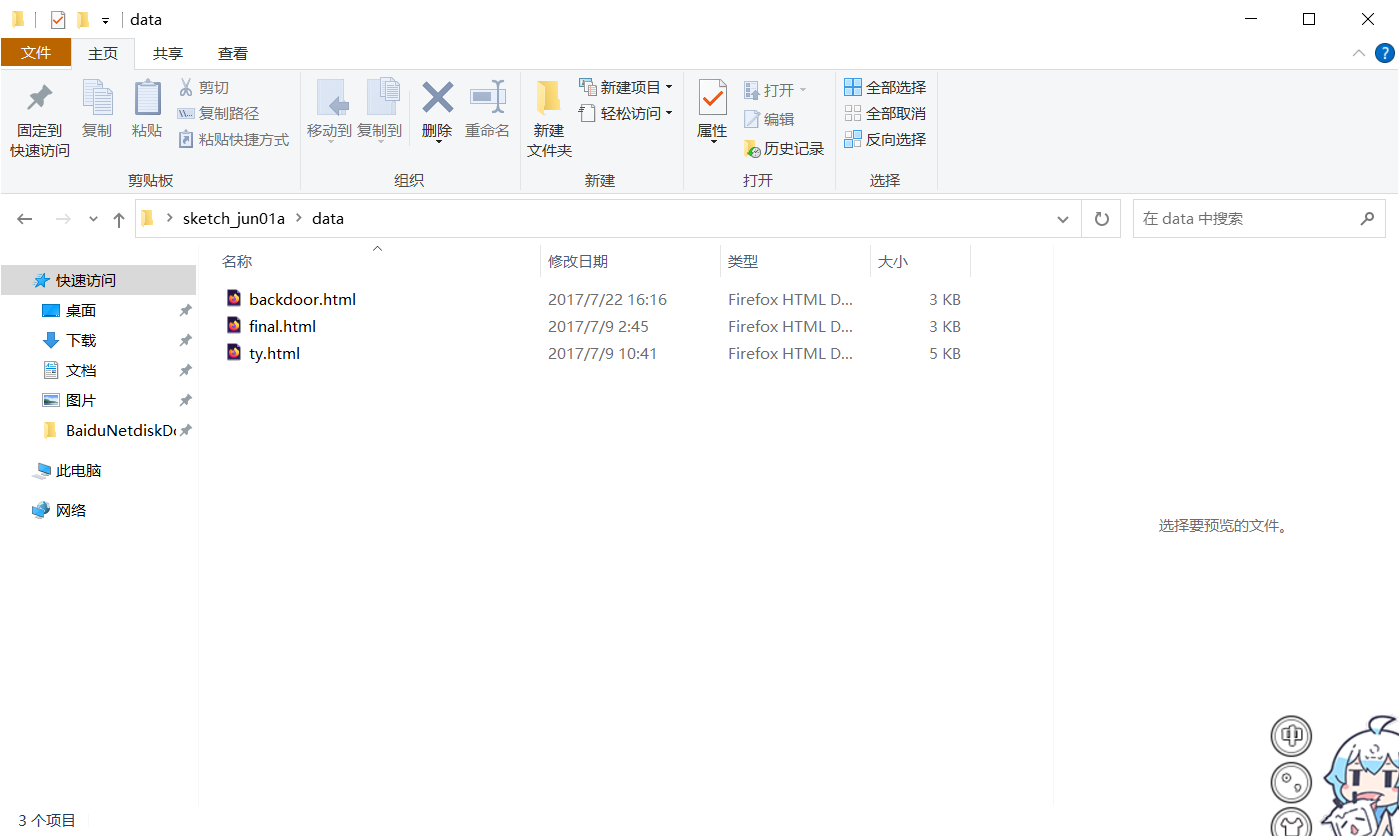 data
文件 主页 共享 查看
固定到
快速访问
复制
粘贴
剪切
复制路径
粘贴快捷方式
剪贴板
移动到 复制到 删除 重命名
组织
新建
文件夹
新建项目
轻松访问
新建
属性
打开
编辑
历史记录
打开
全部选择
全部取消
反向选择
选择
sketch_jun01a data
在 data 中搜索
快速访问
桌面
下载
文档
图片
BaiduNetdiskDo
此电脑
网络
名称 修改日期 类型 大小
backdoor.html 2017/7/22 16:16 Firefox HTML D... 3 KB
final.html 2017/7/9 2:45 Firefox HTML D... 3 KB
ty.html 2017/7/9 10:41 Firefox HTML D... 5 KB
选择要预览的文件。
中
3 个项目